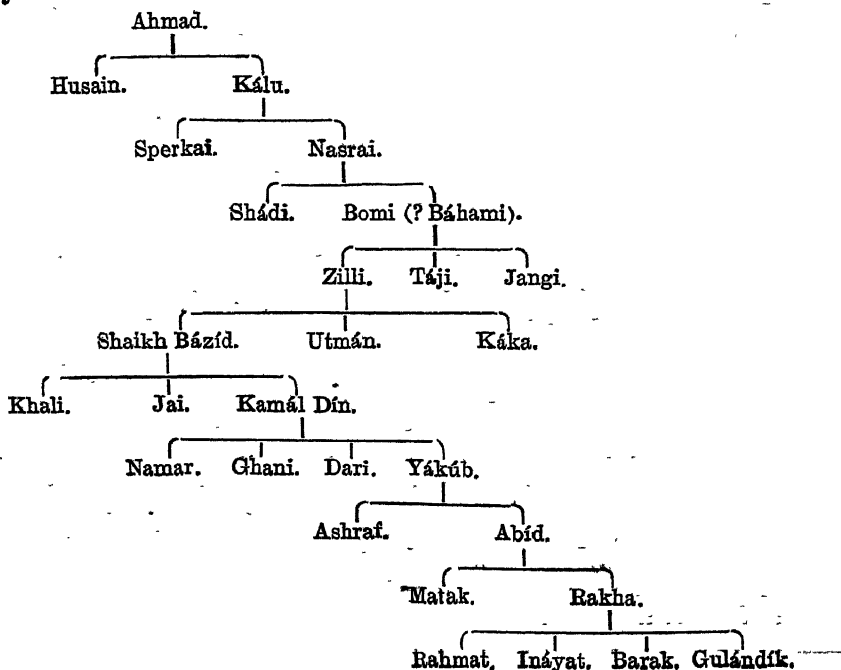 Ahmad.
Husain. Kálu.
Sperkai. Nasrai.
Shádi. Bomi (? Báhami).
Zilli. Táji. Jangi.
Shaikh Bázíd. Utmán. Káka.
Khali. Jai. Kamál Dín.
Namar. Ghani. Dari. Yákúb.
Ashraf. Abíd.
Matak. Rakha.
Rahmat. Ináyat. Barak. Gulándík.